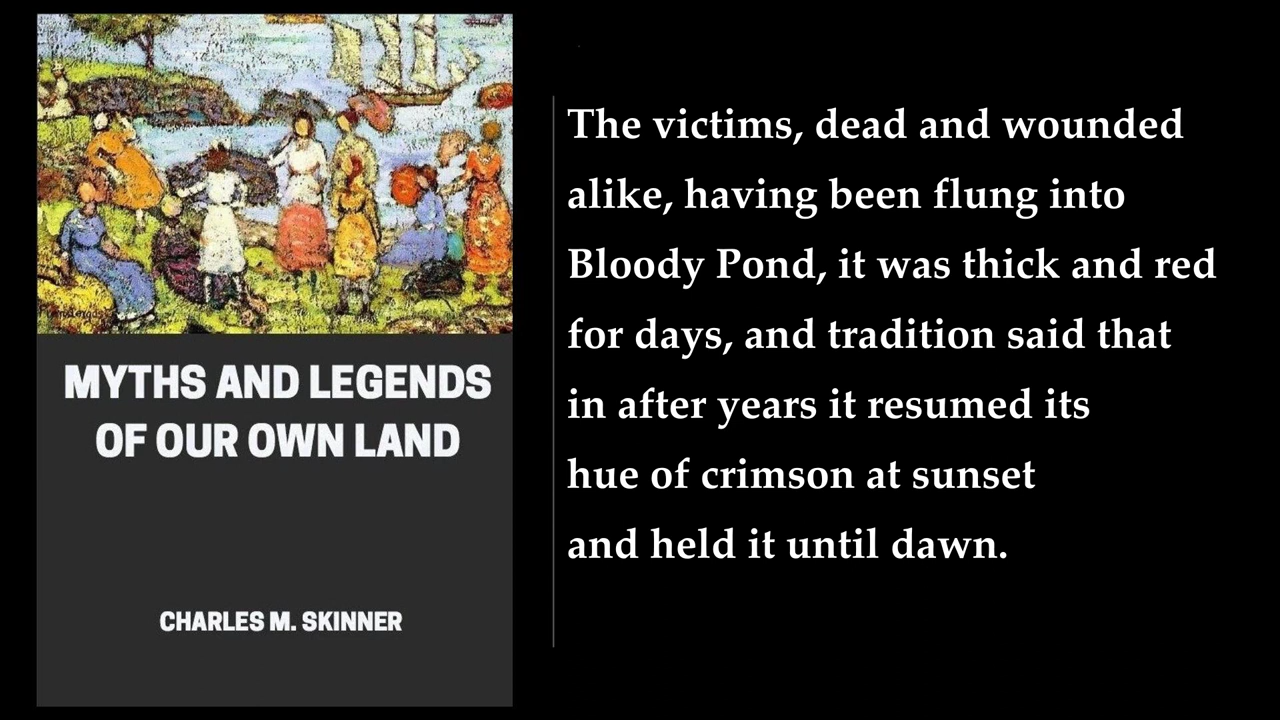 MYTHS AND LEGENDS
OF OUR OWN LAND
CHARLES M. SKINNER
The victims, dead and wounded
alike, having been flung into
Bloody Pond, it was thick and red
for days, and tradition said that
in after years it resumed its
hue of crimson at sunset
and held it until dawn.